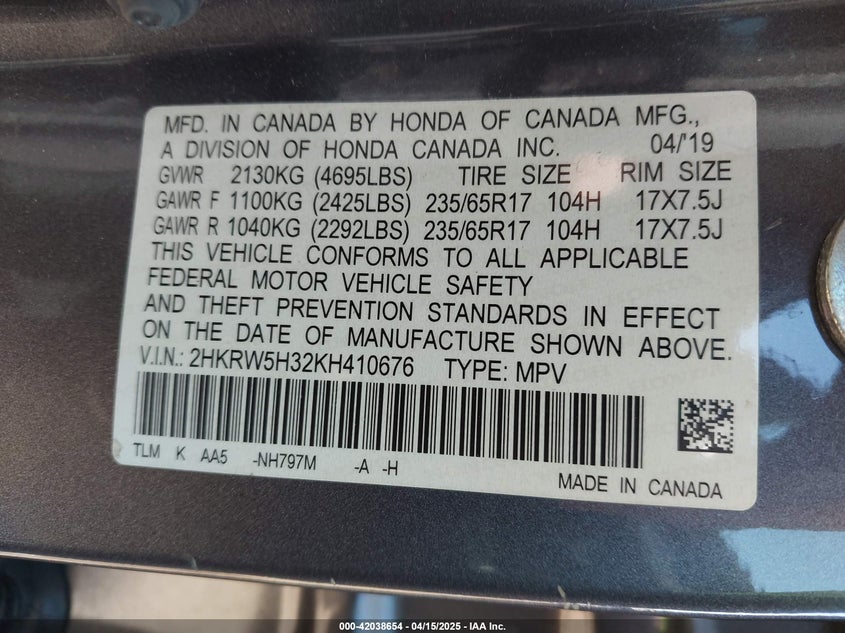 MFD. IN CANADA BY HONDA OF CANADA MFG.,
A DIVISION OF HONDA CANADA INC. 04/'19
GVWR 2130KG (4695LBS) TIRE SIZE RIM SIZE
GAWR F 1100KG (2425LBS) 235/65R17 104H 17X7.5J
GAWR R 1040KG (2292LBS) 235/65R17 104H 17X7.5J
THIS VEHICLE CONFORMS TO ALL APPLICABLE
FEDERAL MOTOR VEHICLE SAFETY
AND THEFT PREVENTION STANDARDS IN EFFECT
ON THE DATE OF MANUFACTURE SHOWN ABOVE.
V.I.N.: 2HKRW5H32KH410676 TYPE: MPV
TLM K AA5 -NH797M -A -H
MADE IN CANADA
000-42038654 - 04/15/2025 - IAA Inc.